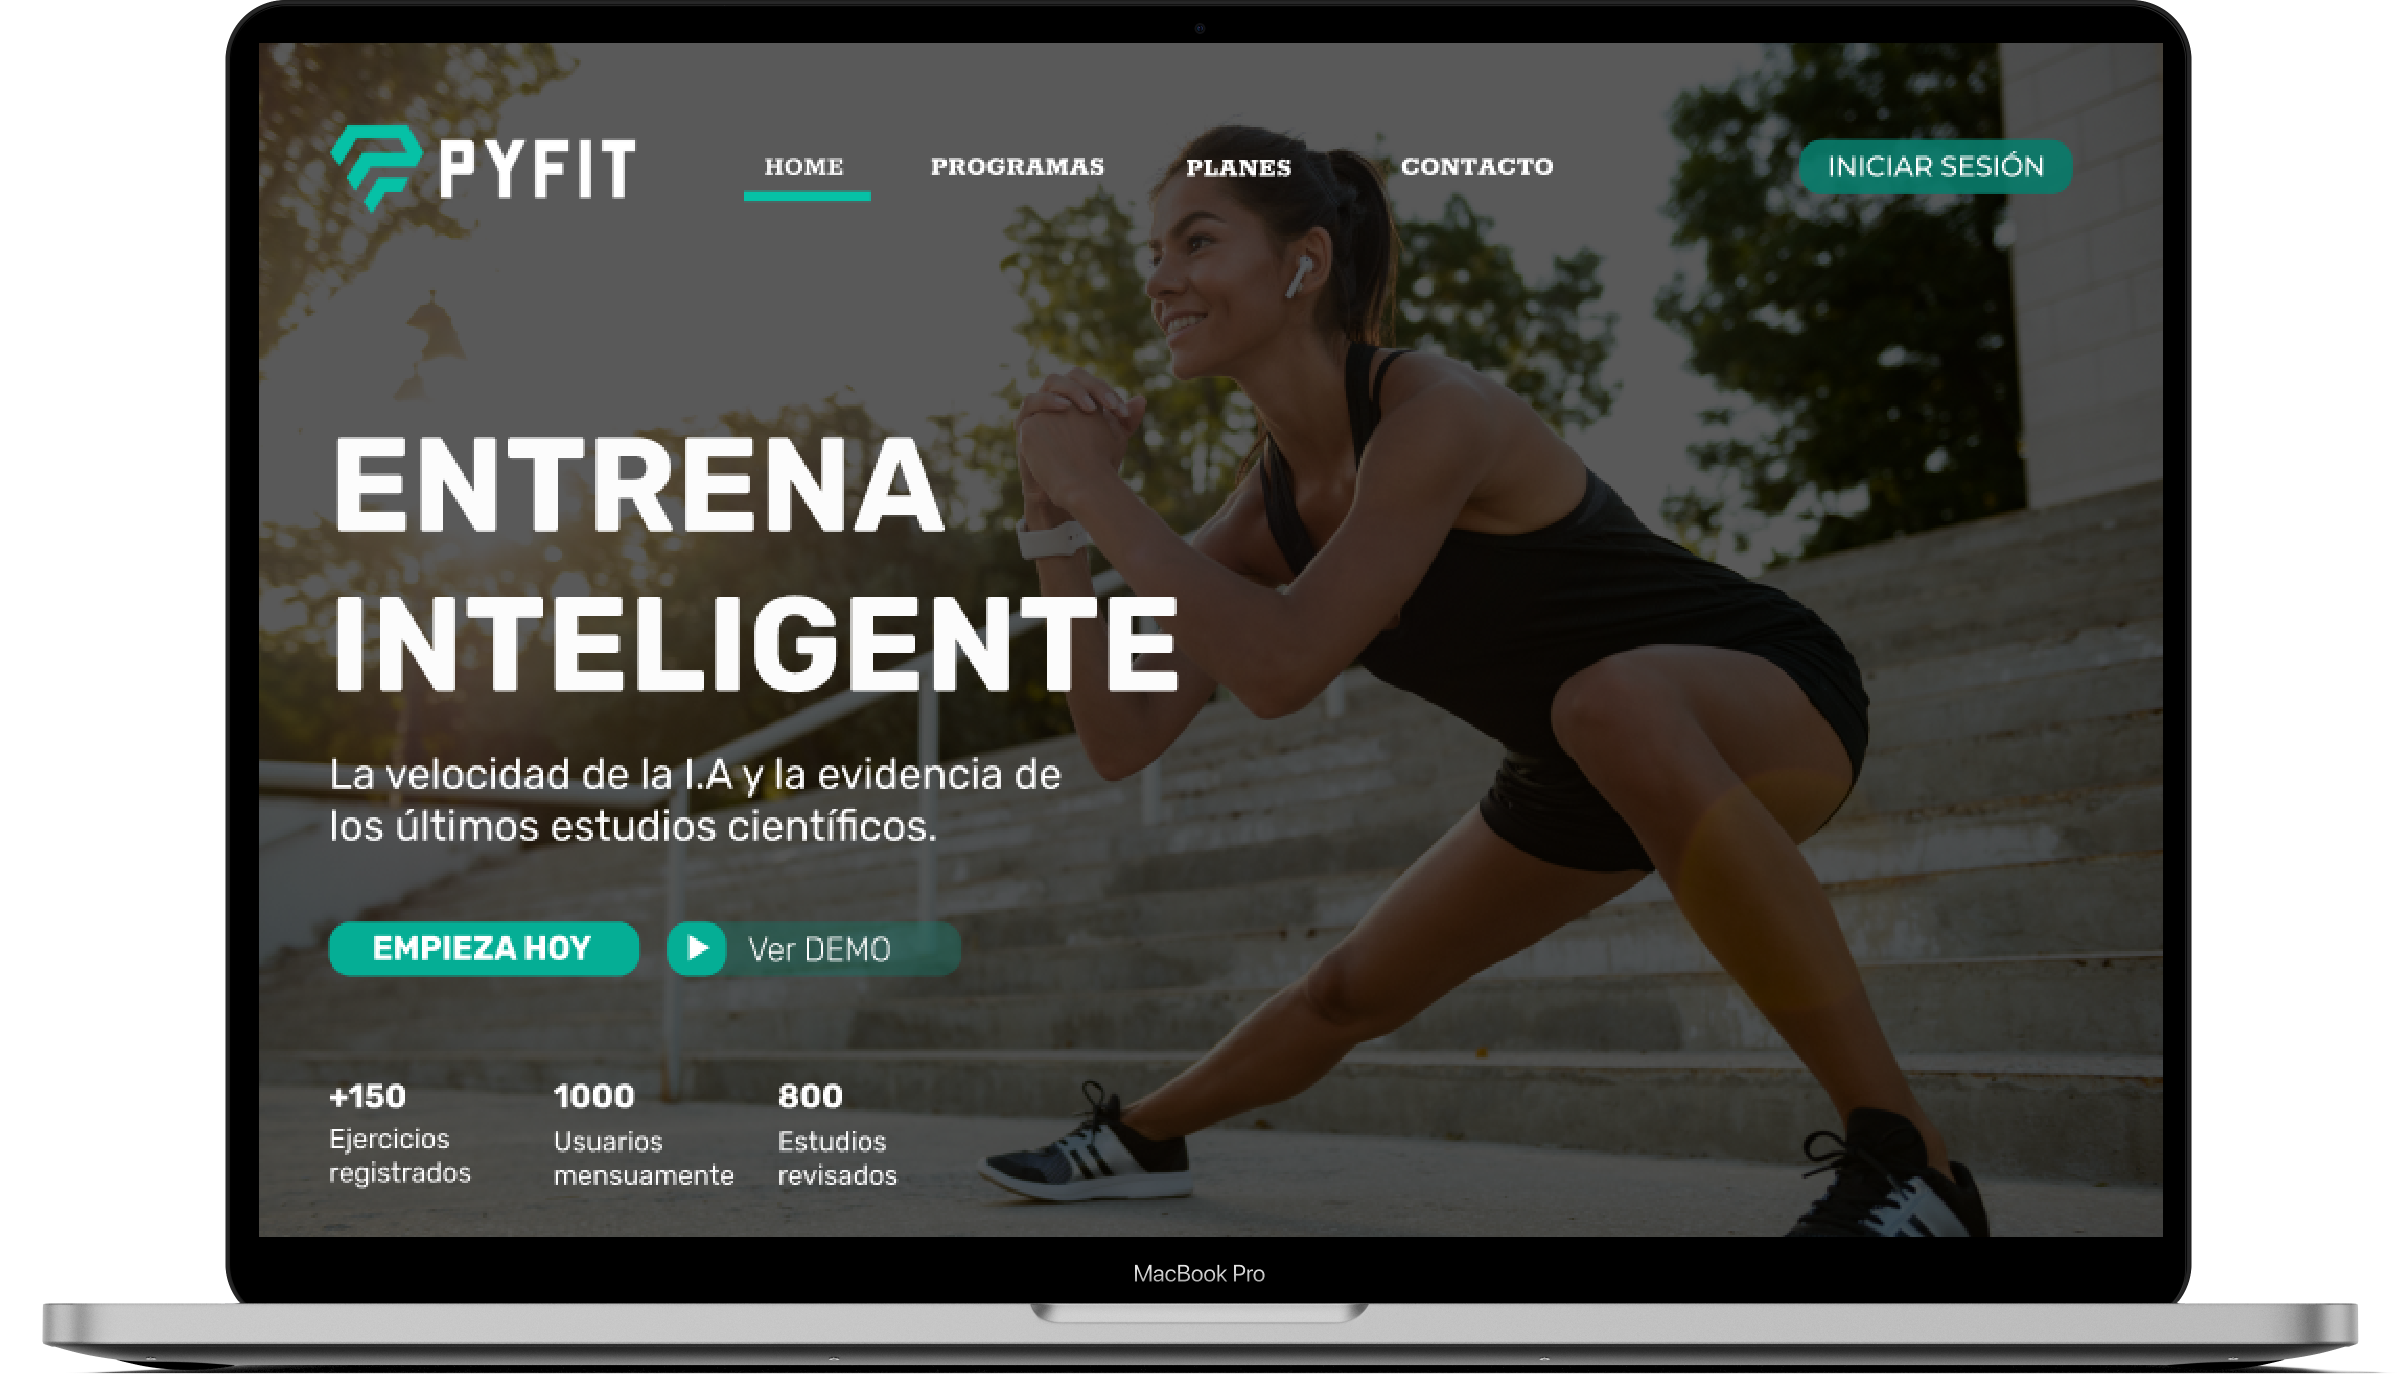 PYFIT
HOME PROGRAMAS PLANES CONTACTO INICIAR SESIÓN
ENTRENA
INTELIGENTE
La velocidad de la I.A y la evidencia de
los últimos estudios científicos.
EMPIEZA HOY Ver DEMO
+150 1000 800
Ejercicios Usuarios Estudios
registrados mensuamente revisados
MacBook Pro